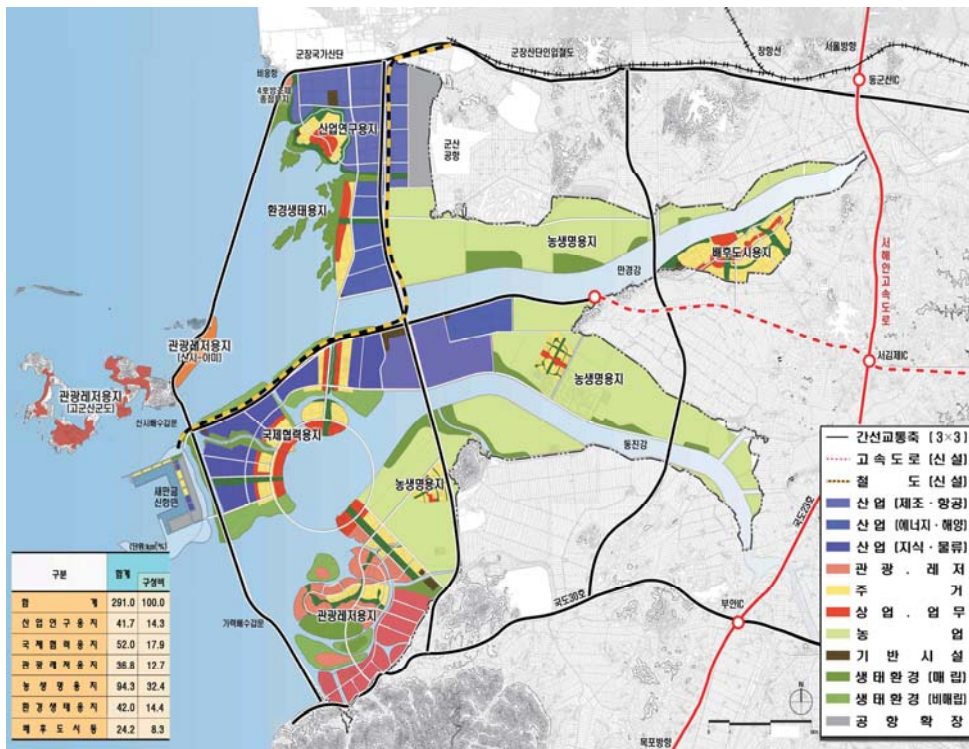 군장국가산단
군장산단인입철도
장항선
서울방향
비응항
4호방조제
동군산IC
산업연구용지
군산
공항
환경생태용지
농생명용지
만경강
배후도시용지
서해안고속도로
관광레저용지
[신시-야미]
관광레저용지
[고군산군도]
신시배수갑문
서김제IC
농생명용지
국제협력용지
동진강
새만금
신항만
농생명용지
국도23호
관광레저용지
국도30호
가력배수갑문
부안IC
목포방향
N
간선교통축 [3×3]
고속도로 [신설]
철 도 [신설]
산업 [제조·항공]
산업 [에너지·해양]
산업 [지식·물류]
관광.레저
주 거
상업.업무
농 업
기반시설
생태환경 [매립]
생태환경 [비매립]
공항확장
[단위:km²(%)]
구분 합계 구성비
합 계 291.0 100.0
산업연구용지 41.7 14.3
국제협력용지 52.0 17.9
관광레저용지 36.8 12.7
농생명용지 94.3 32.4
환경생태용지 42.0 14.4
배후도시등 24.2 8.3